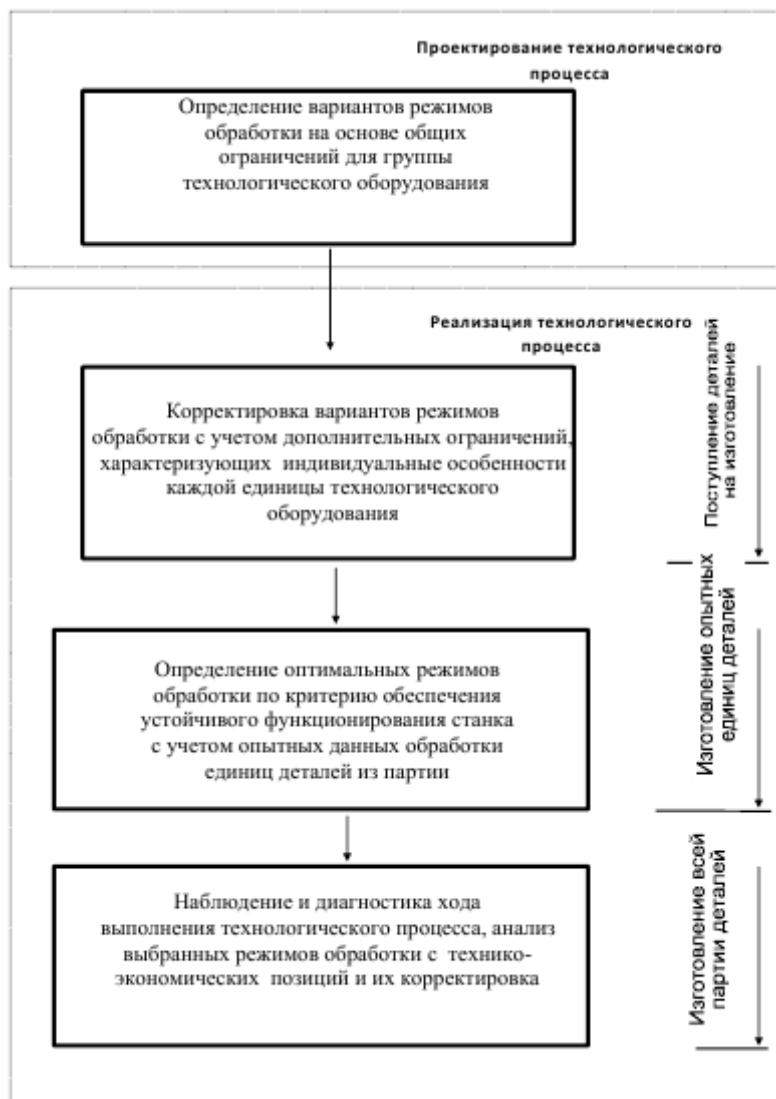 Проектирование технологического
процесса
Определение вариантов режимов
обработки на основе общих
ограничений для группы
технологического оборудования
Реализация технологического
процесса
Поступление деталей
на изготовление
Корректировка вариантов режимов
обработки с учетом дополнительных ограничений,
характеризующих индивидуальные особенности
каждой единицы технологического
оборудования
Изготовление опытных
единиц деталей
Определение оптимальных режимов
обработки по критерию обеспечения
устойчивого функционирования станка
с учетом опытных данных обработки
единиц деталей из партии
Изготовление всей
партии деталей
Наблюдение и диагностика хода
выполнения технологического процесса, анализ
выбранных режимов обработки с технико-
экономических позиций и их корректировка